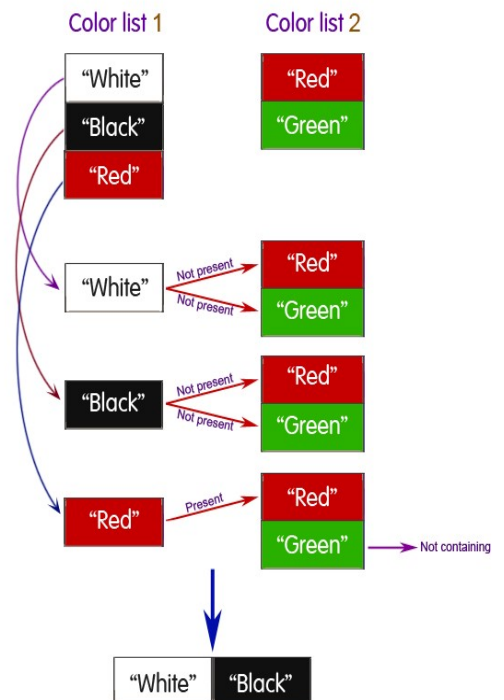 Color list 1 Color list 2
“White” “Red”
“Black” “Green”
“Red”
“White” Not present “Red”
Not present “Green”
“Black” Not present “Red”
Not present “Green”
“Red” Present “Red”
“Green” Not containing
“White” “Black”